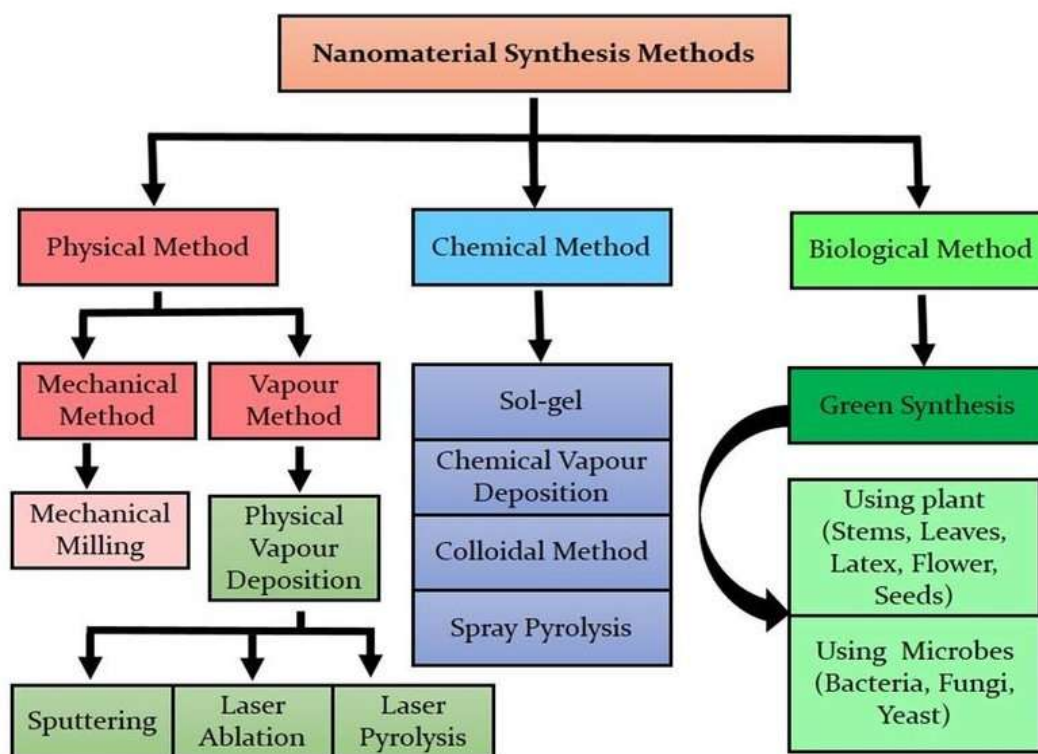 Nanomaterial Synthesis Methods
Physical Method
Chemical Method
Biological Method
Mechanical
Method
Vapour
Method
Mechanical
Milling
Physical
Vapour
Deposition
Sputtering
Laser
Ablation
Laser
Pyrolysis
Sol-gel
Chemical Vapour
Deposition
Colloidal Method
Spray Pyrolysis
Green Synthesis
Using plant
(Stems, Leaves,
Latex, Flower,
Seeds)
Using Microbes
(Bacteria, Fungi,
Yeast)